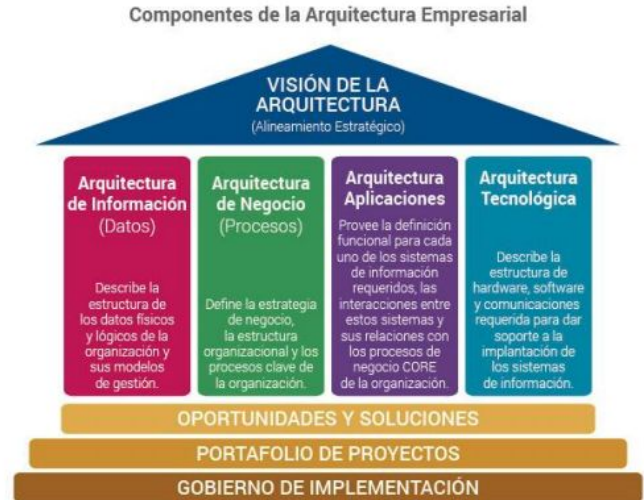 Componentes de la Arquitectura Empresarial
VISIÓN DE LA
ARQUITECTURA
(Alineamiento Estratégico)
Arquitectura
de Información
(Datos)
Describe la
estructura de
los datos físicos
y lógicos de la
organización y
sus modelos
de gestión.
Arquitectura
de Negocio
(Procesos)
Define la estrategia
de negocio,
la estructura
organizacional y los
procesos clave de
la organización.
Arquitectura
Aplicaciones
Provee la definición
funcional para cada
uno de los sistemas
de información
requeridos, las
interacciones entre
estos sistemas y
sus relaciones con
los procesos de
negocio CORE
de la organización.
Arquitectura
Tecnológica
Describe la
estructura de
hardware, software
y comunicaciones
requerida para dar
soporte a la
implantación de
los sistemas
de información.
OPORTUNIDADES Y SOLUCIONES
PORTAFOLIO DE PROYECTOS
GOBIERNO DE IMPLEMENTACIÓN